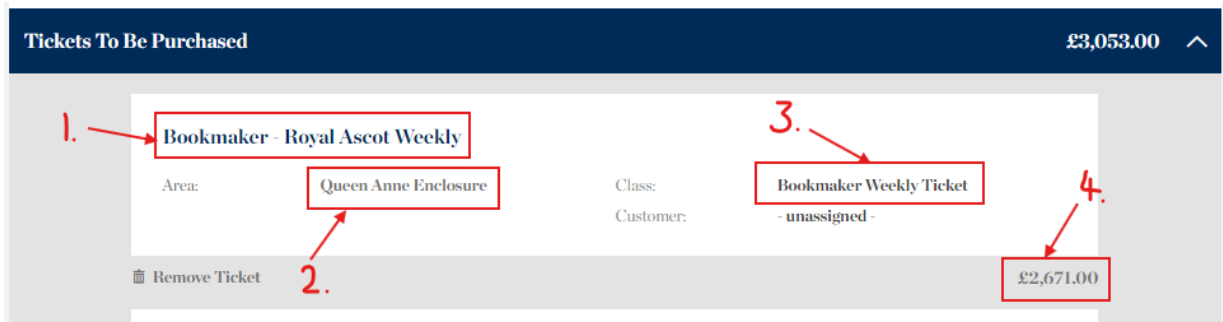 Tickets To Be Purchased £3,053.00
1. Bookmaker - Royal Ascot Weekly 3.
Area: Queen Anne Enclosure Class: Bookmaker Weekly Ticket 4.
Customer: - unassigned -
Remove Ticket 2. £2,671.00